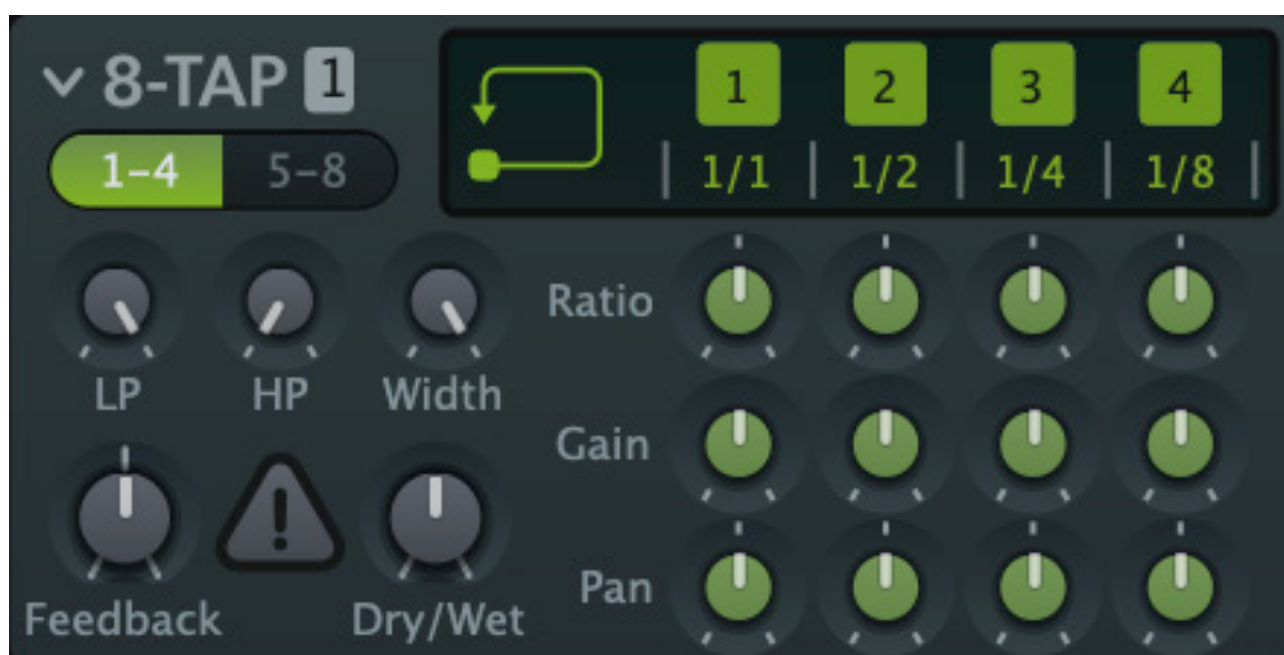 8-TAP 1
1 2 3 4
1–4 5–8
1/1 1/2 1/4 1/8
Ratio
LP HP Width
Gain
!
Pan
Feedback Dry/Wet